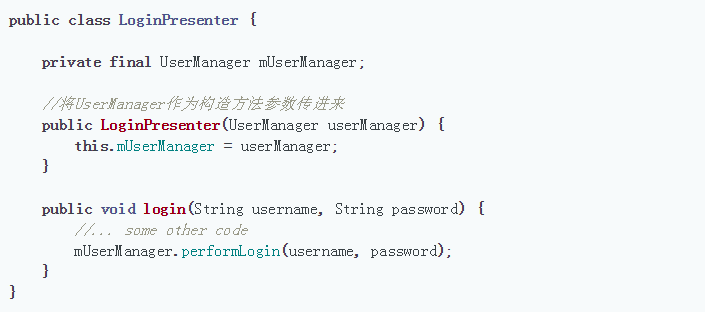 public class LoginPresenter {
private final UserManager mUserManager;
//将UserManager作为构造方法参数传进来
public LoginPresenter(UserManager userManager) {
this.mUserManager = userManager;
}
public void login(String username, String password) {
//... some other code
mUserManager.performLogin(username, password);
}
}